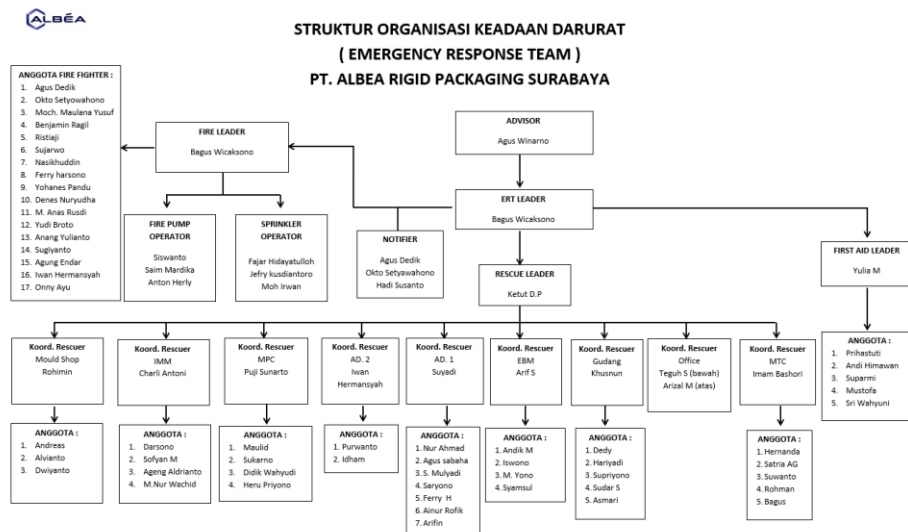 ALBÉA
STRUKTUR ORGANISASI KEADAAN DARURAT
( EMERGENCY RESPONSE TEAM )
PT. ALBEA RIGID PACKAGING SURABAYA
ANGGOTA FIRE FIGHTER :
1. Agus Dedik
2. Okto Setyowahono
3. Moch. Maulana Yusuf
4. Benjamin Ragil
5. Ristiaji
6. Sujarwo
7. Nasikhuddin
8. Ferry harsono
9. Yohanes Pandu
10. Denes Nuryudha
11. M. Anas Rusdi
12. Yudi Broto
13. Anang Yulianto
14. Sugiyanto
15. Agung Endar
16. Iwan Hermansyah
17. Onny Ayu
FIRE LEADER
Bagus Wicaksono
ADVISOR
Agus Winarno
ERT LEADER
Bagus Wicaksono
FIRE PUMP
OPERATOR
Siswanto
Saim Mardika
Anton Herly
SPRINKLER
OPERATOR
Fajar Hidayatulloh
Jefry kusdiantoro
Moh Irwan
NOTIFIER
Agus Dedik
Okto Setyawahono
Hadi Susanto
RESCUE LEADER
Ketut D.P
FIRST AID LEADER
Yulia M
Koord. Rescuer
Mould Shop
Rohimin
Koord. Rescuer
IMM
Charli Antoni
Koord. Rescuer
MPC
Puji Sunarto
Koord. Rescuer
AD. 2
Iwan
Hermansyah
Koord. Rescuer
AD. 1
Suyadi
Koord. Rescuer
EBM
Arif S
Koord. Rescuer
Gudang
Khusnun
Koord. Rescuer
Office
Teguh S (bawah)
Arizal M (atas)
Koord. Rescuer
MTC
Imam Bashori
ANGGOTA :
1. Prihastuti
2. Andi Himawan
3. Suparmi
4. Mustofa
5. Sri Wahyuni
ANGGOTA :
1. Andreas
2. Alvianto
3. Dwiyanto
ANGGOTA :
1. Darsono
2. Sofyan M
3. Ageng Aldrianto
4. M.Nur Wachid
ANGGOTA :
1. Maulid
2. Sukarno
3. Didik Wahyudi
4. Heru Priyono
ANGGOTA :
1. Purwanto
2. Idham
ANGGOTA :
1. Nur Ahmad
2. Agus sabaha
3. S. Mulyadi
4. Saryono
5. Ferry H
6. Ainur Rofik
7. Arifin
ANGGOTA :
1. Andik M
2. Iswono
3. M. Yono
4. Syamsul
ANGGOTA :
1. Dedy
2. Hariyadi
3. Supriyono
4. Sudar S
5. Asmari
ANGGOTA :
1. Hernanda
2. Satria AG
3. Suwanto
4. Rohman
5. Bagus